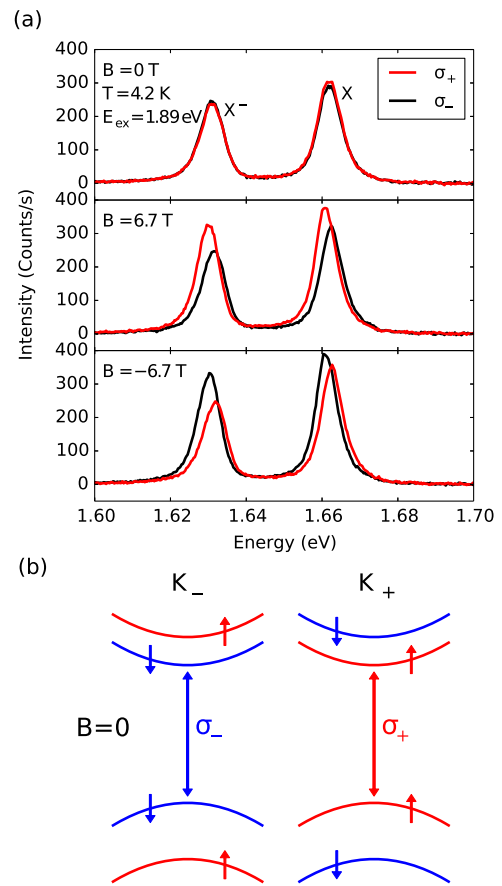 (a)
400
300
200
100
0
B = 0 T
T = 4.2 K
E_ex = 1.89 eV
X⁻
X
σ₊
σ₋
400
300
200
100
0
B = 6.7 T
400
300
200
100
0
B = −6.7 T
Intensity (Counts/s)
1.60 1.62 1.64 1.66 1.68 1.70
Energy (eV)
(b)
K₋ K₊
B=0
σ₋ σ₊